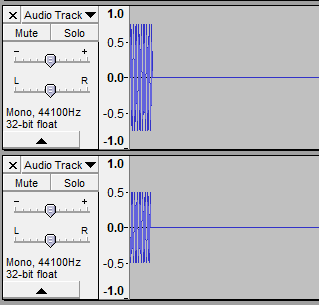 × Audio Track ▼ 1.0
Mute Solo
- + 0.5
L R 0.0
Mono, 44100Hz -0.5
32-bit float
-1.0
× Audio Track ▼ 1.0
Mute Solo
- + 0.5
L R 0.0
Mono, 44100Hz -0.5
32-bit float
-1.0